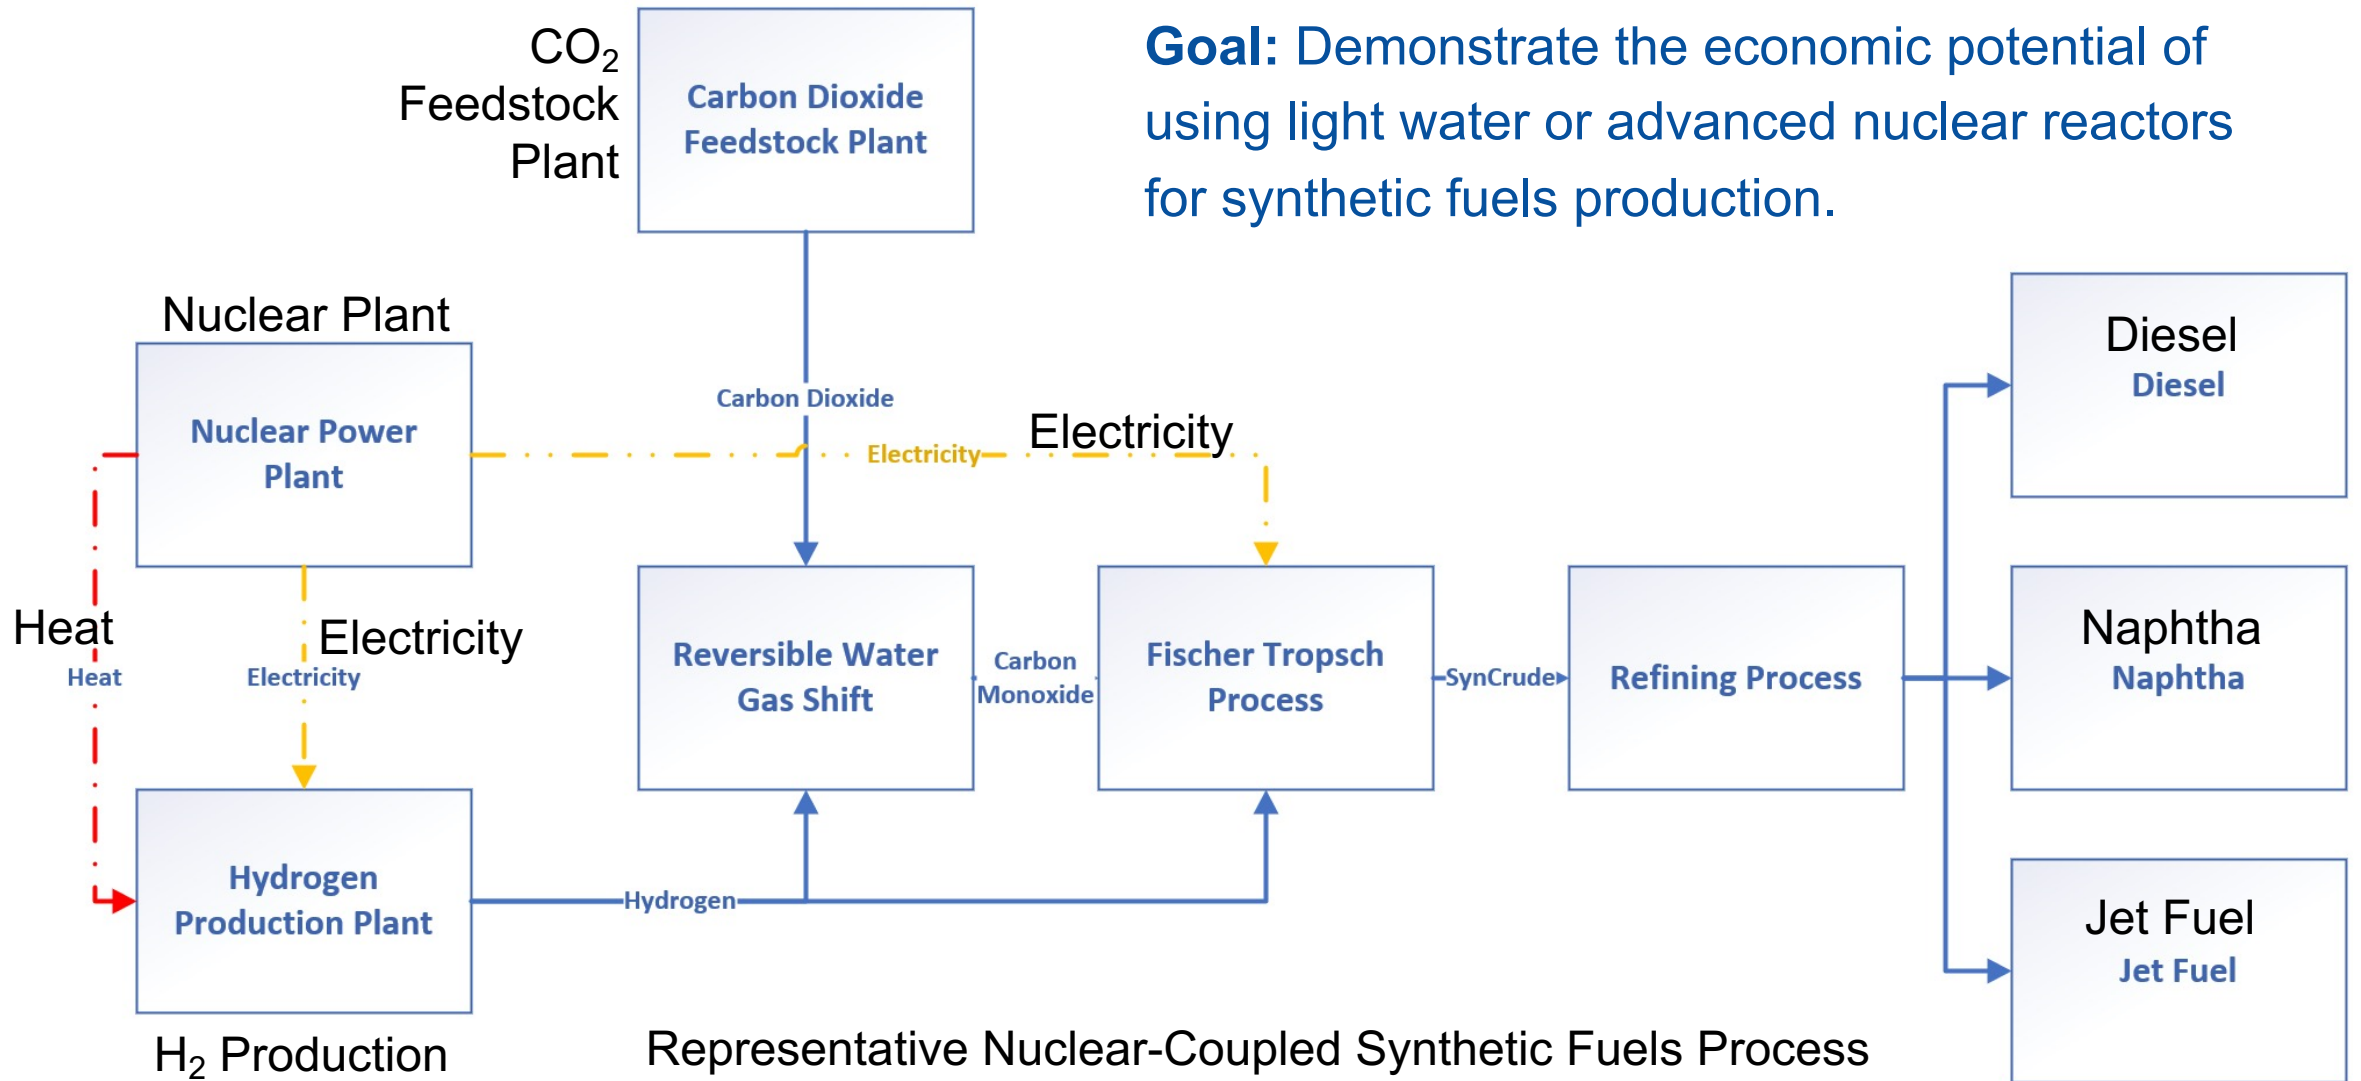 CO₂
Feedstock
Plant
Carbon Dioxide
Feedstock Plant
Goal: Demonstrate the economic potential of
using light water or advanced nuclear reactors
for synthetic fuels production.
Nuclear Plant
Nuclear Power
Plant
Carbon Dioxide
Electricity
Electricity
Heat
Heat
Electricity
Electricity
Reversible Water
Gas Shift
Carbon
Monoxide
Fischer Tropsch
Process
SynCrude
Refining Process
Diesel
Diesel
Naphtha
Naphtha
Jet Fuel
Jet Fuel
Hydrogen
Production Plant
Hydrogen
H₂ Production
Representative Nuclear-Coupled Synthetic Fuels Process